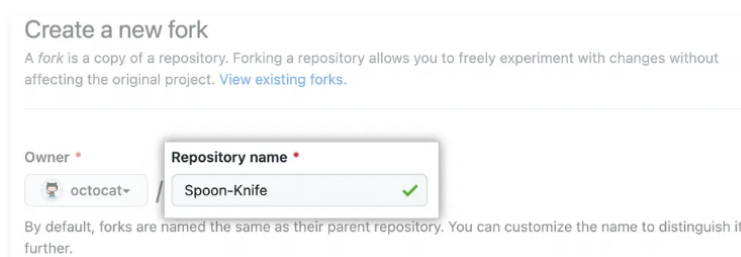 Create a new fork
A fork is a copy of a repository. Forking a repository allows you to freely experiment with changes without
affecting the original project. View existing forks.
Owner *
Repository name *
octocat
/
Spoon-Knife
By default, forks are named the same as their parent repository. You can customize the name to distinguish it
further.